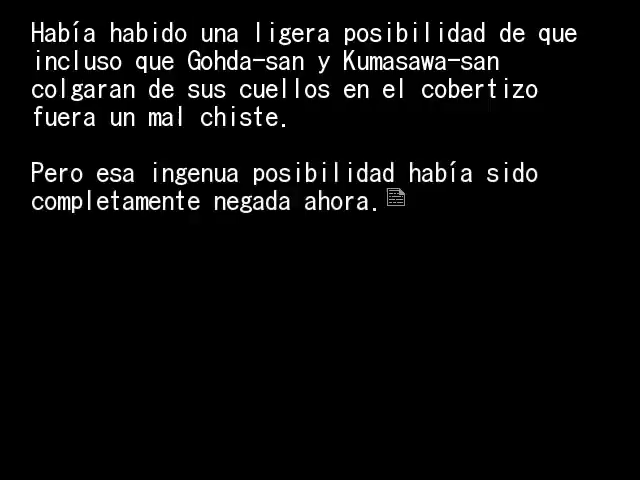 Había habido una ligera posibilidad de que
incluso que Gohda-san y Kumasawa-san
colgaran de sus cuellos en el cobertizo
fuera un mal chiste.
Pero esa ingenua posibilidad había sido
completamente negada ahora.